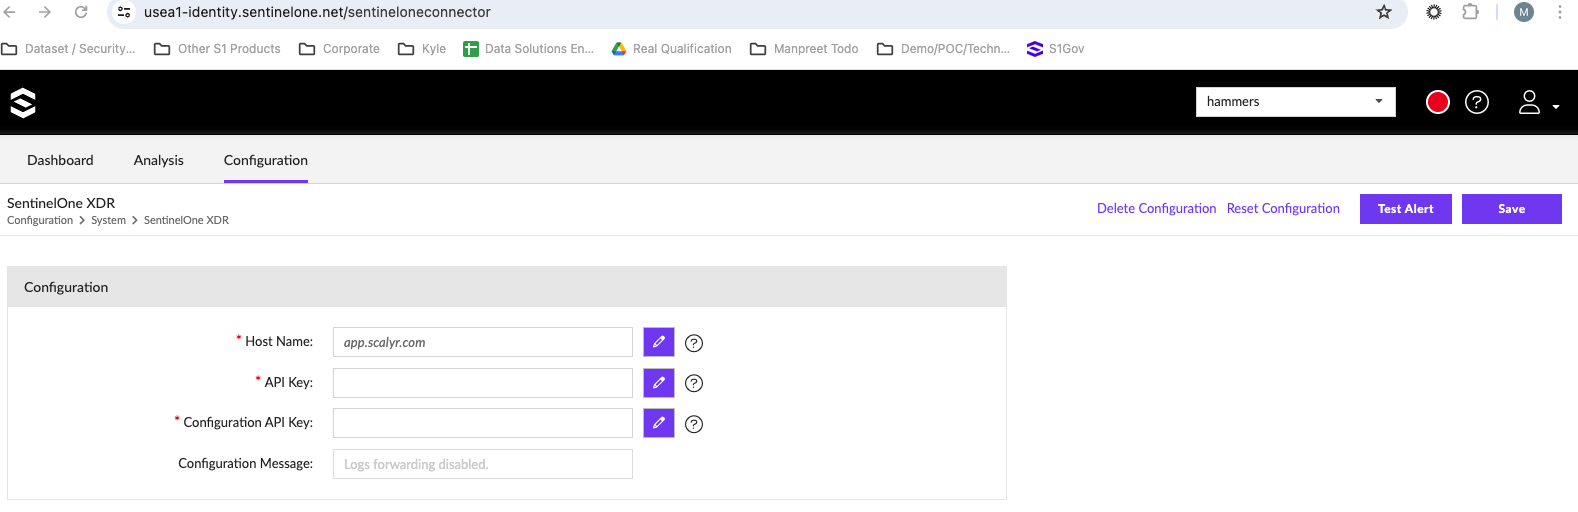 usea1-identity.sentinelone.net/sentineloneconnector
M
Dataset / Security... Other S1 Products Corporate Kyle Data Solutions En... Real Qualification Manpreet Todo Demo/POC/Techn... S1Gov
hammers
?
Dashboard Analysis Configuration
SentinelOne XDR
Configuration > System > SentinelOne XDR
Delete Configuration Reset Configuration Test Alert Save
Configuration
* Host Name: app.scalyr.com ?
* API Key: ?
* Configuration API Key: ?
Configuration Message: Logs forwarding disabled.